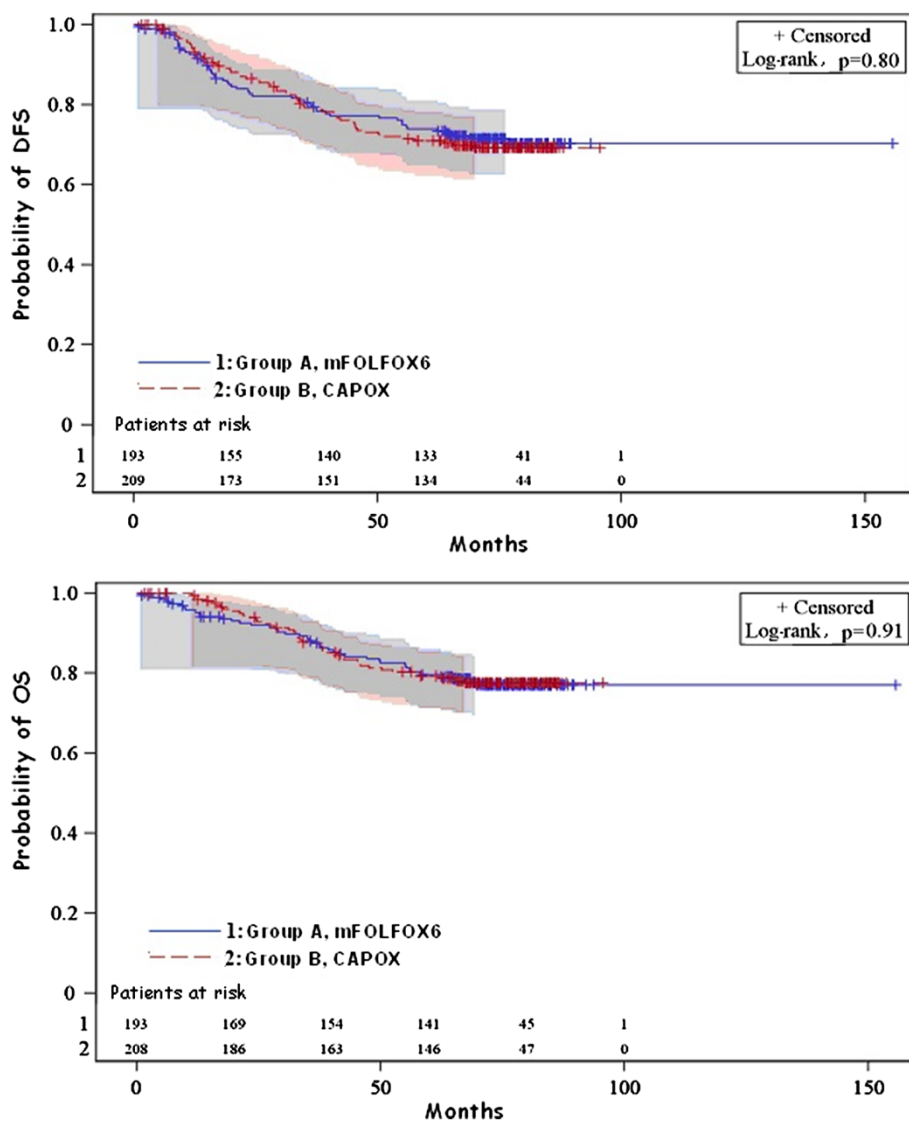 1.0
+ Censored
Log-rank, p=0.80
0.8
0.6
Probability of DFS
0.4
0.2
1:Group A, mFOLFOX6
2:Group B, CAPOX
0
Patients at risk
1 193 155 140 133 41 1
2 209 173 151 134 44 0
0 50 100 150
Months
1.0
+ Censored
Log-rank, p=0.91
0.8
0.6
Probability of OS
0.4
0.2
1:Group A, mFOLFOX6
2:Group B, CAPOX
0
Patients at risk
1 193 169 154 141 45 1
2 208 186 163 146 47 0
0 50 100 150
Months